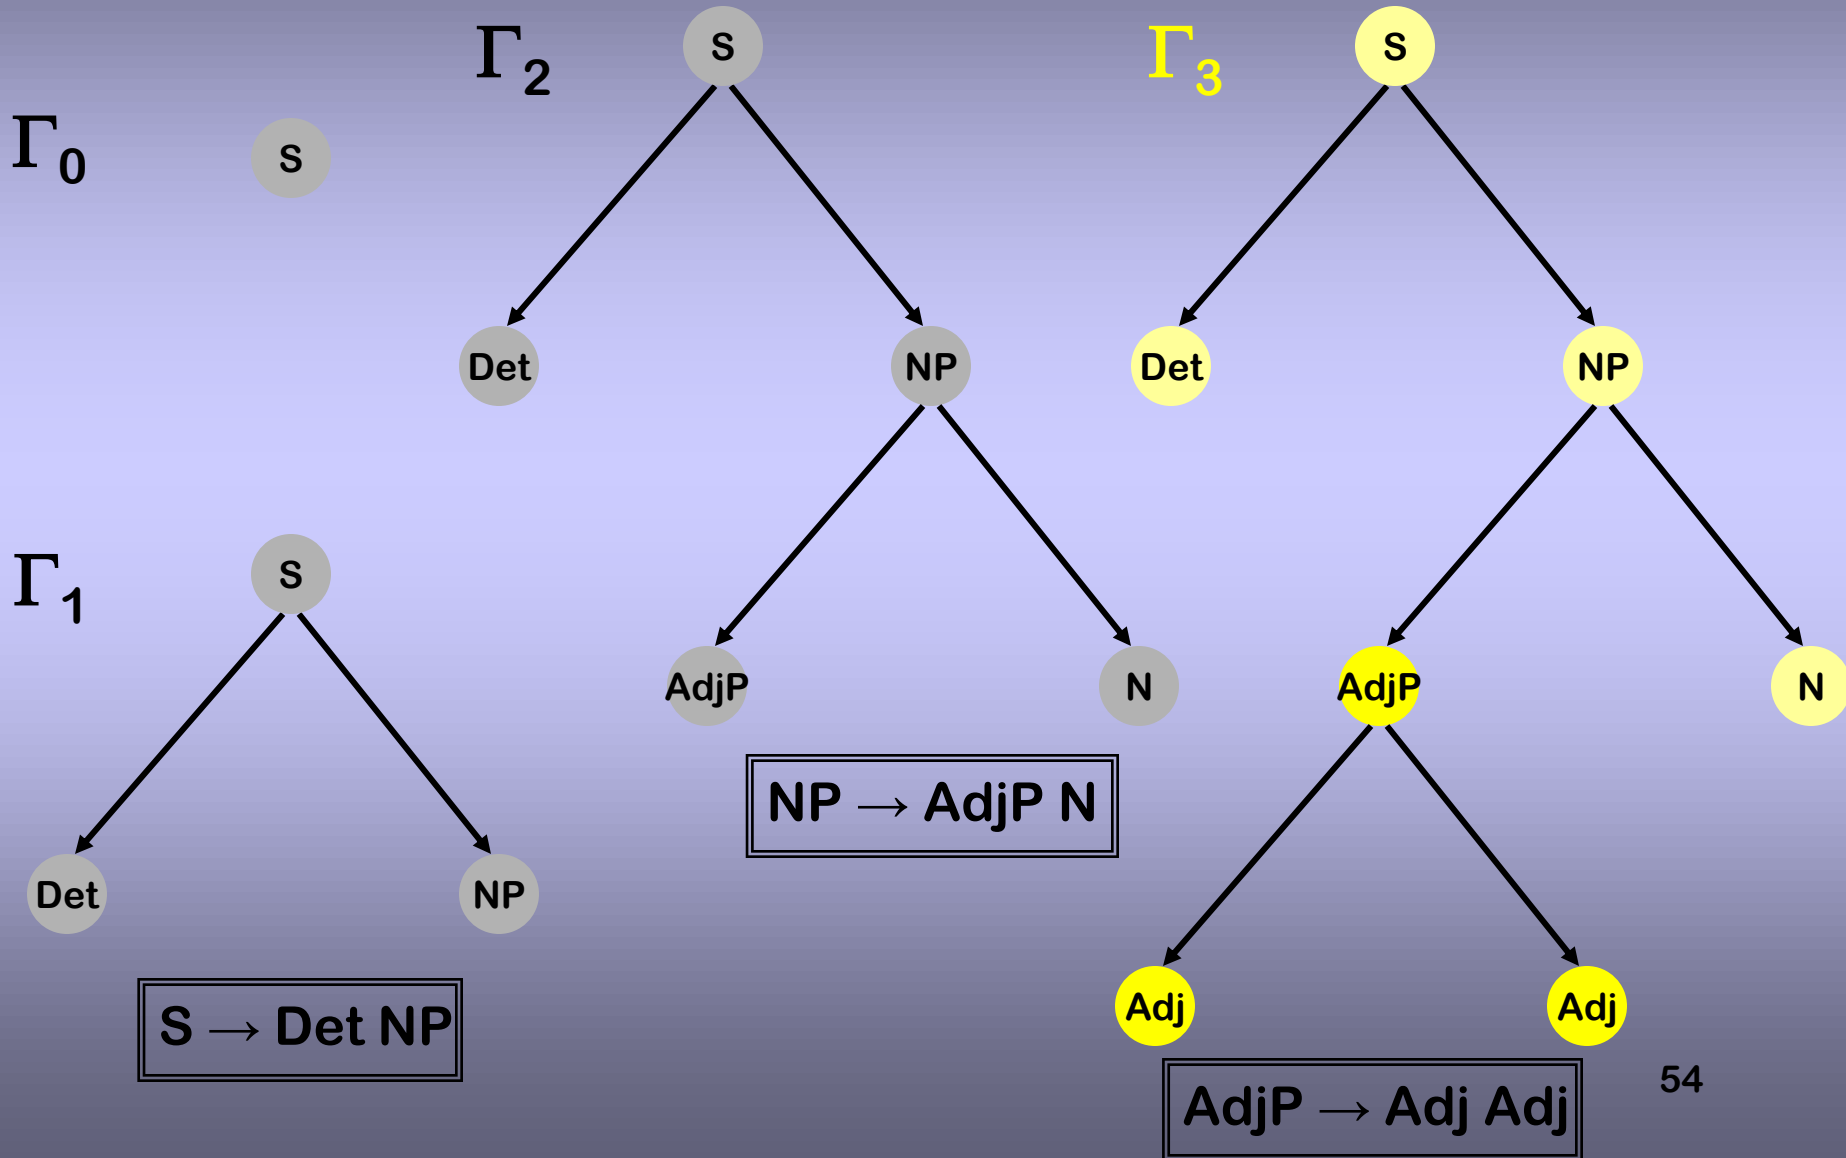 Γ0
S
Γ1
S
Det
NP
S → Det NP
Γ2
S
Det
NP
AdjP
N
NP → AdjP N
Γ3
S
Det
NP
AdjP
N
Adj
Adj
AdjP → Adj Adj
54